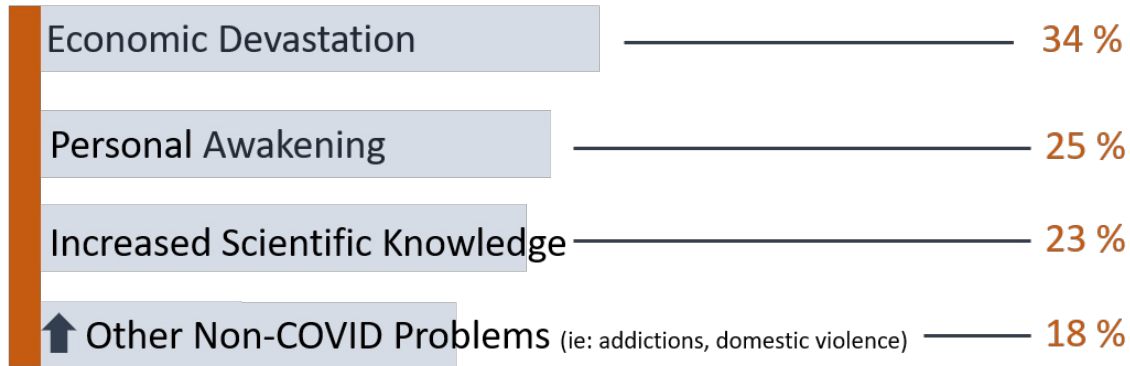 Economic Devastation 34 %
Personal Awakening 25 %
Increased Scientific Knowledge 23 %
Other Non-COVID Problems (ie: addictions, domestic violence) 18 %